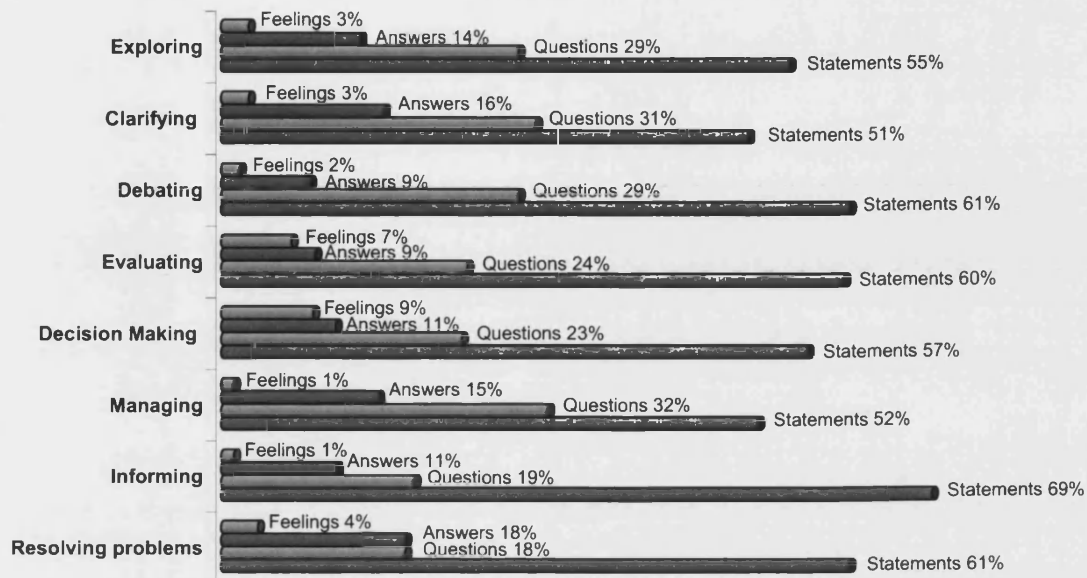 Feelings 3%
Exploring
Answers 14%
Questions 29%
Statements 55%
Feelings 3%
Clarifying
Answers 16%
Questions 31%
Statements 51%
Feelings 2%
Debating
Answers 9%
Questions 29%
Statements 61%
Feelings 7%
Evaluating
Answers 9%
Questions 24%
Statements 60%
Feelings 9%
Decision Making
Answers 11%
Questions 23%
Statements 57%
Feelings 1%
Managing
Answers 15%
Questions 32%
Statements 52%
Feelings 1%
Informing
Answers 11%
Questions 19%
Statements 69%
Feelings 4%
Resolving problems
Answers 18%
Questions 18%
Statements 61%